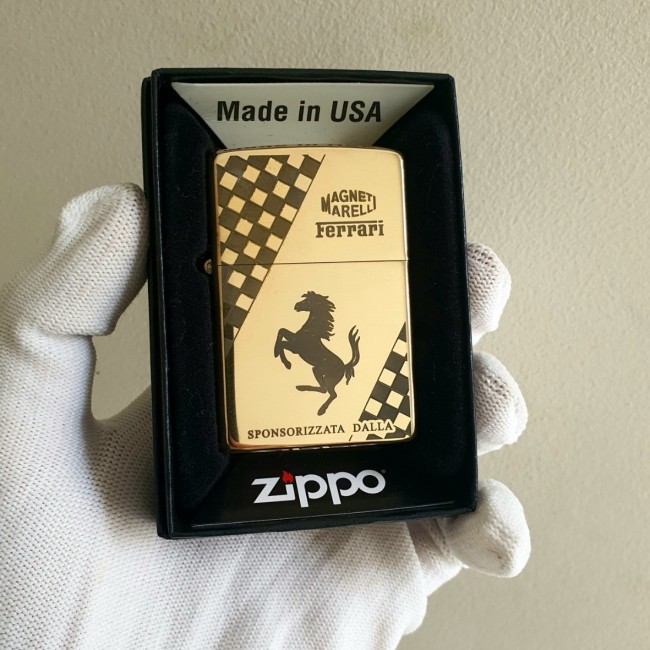 Made in USA
MAGNETI
MARELLI
Ferrari
SPONSORIZZATA DALLA
zippo